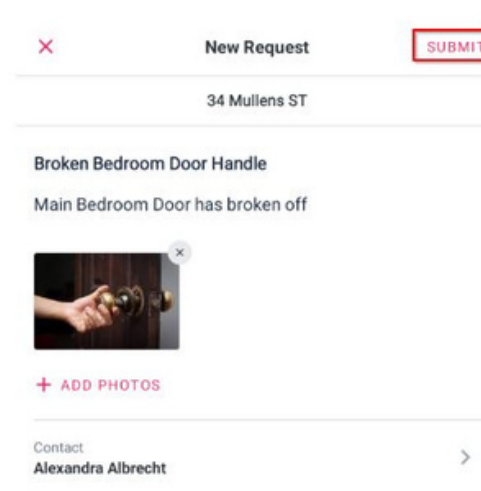 New Request
SUBMIT
34 Mullens ST
Broken Bedroom Door Handle
Main Bedroom Door has broken off
+ ADD PHOTOS
Contact
Alexandra Albrecht